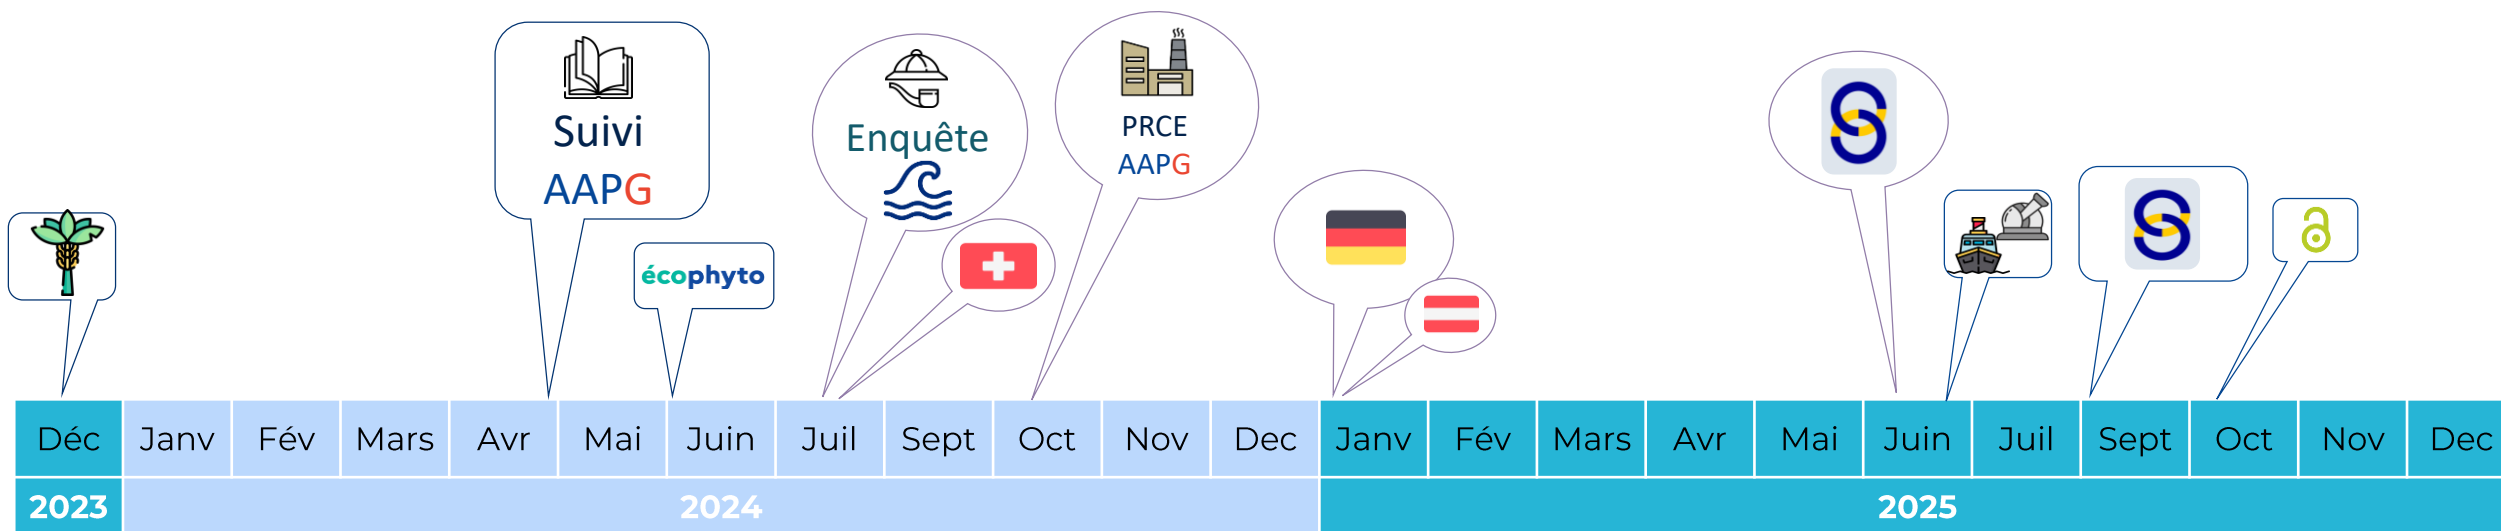 Suivi
AAPG
écophyto
Enquête
PRCE
AAPG
Déc Janv Fév Mars Avr Mai Juin Juil Sept Oct Nov Dec Janv Fév Mars Avr Mai Juin Juil Sept Oct Nov Dec
2023 2024 2025